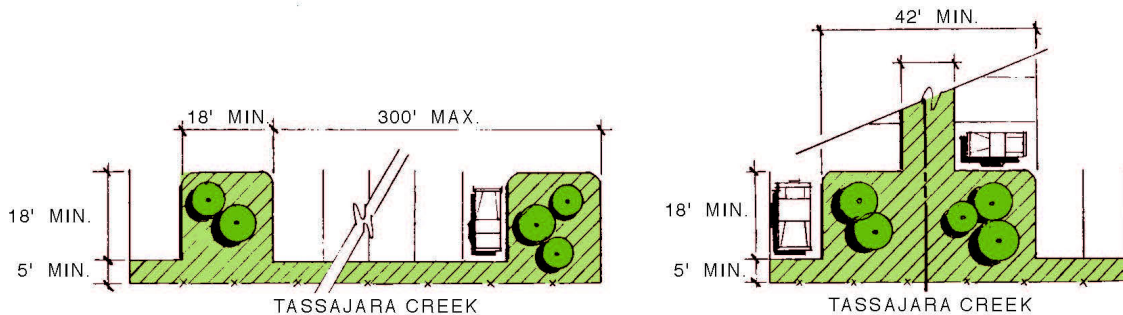 18' MIN.
300' MAX.
18' MIN.
5' MIN.
TASSAJARA CREEK
42' MIN.
18' MIN.
5' MIN.
TASSAJARA CREEK